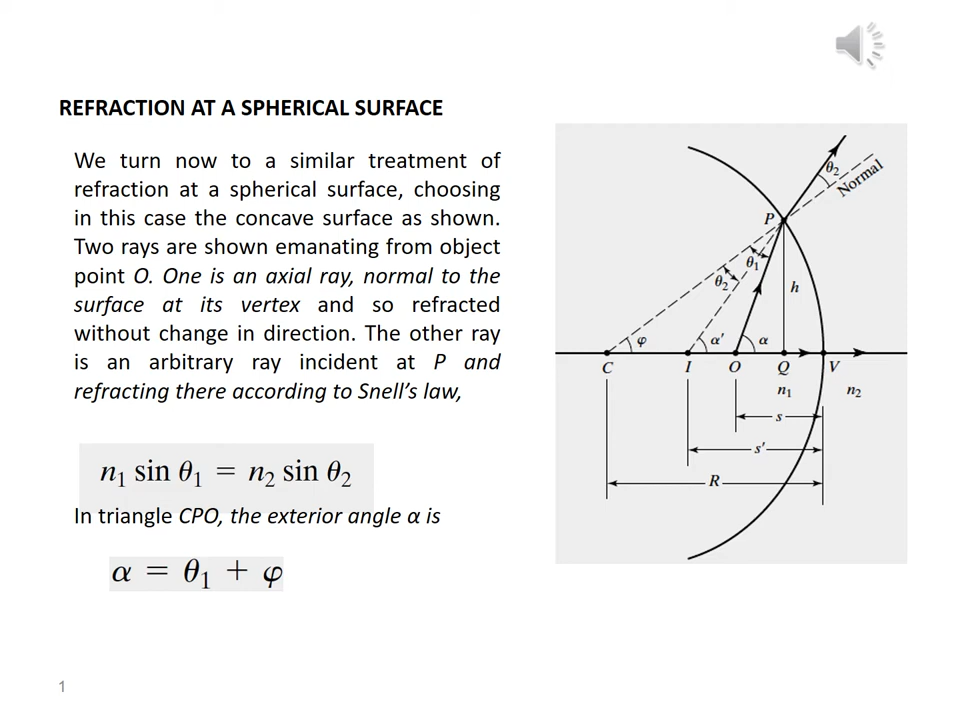 REFRACTION AT A SPHERICAL SURFACE
We turn now to a similar treatment of
refraction at a spherical surface, choosing
in this case the concave surface as shown.
Two rays are shown emanating from object
point O. One is an axial ray, normal to the
surface at its vertex and so refracted
without change in direction. The other ray
is an arbitrary ray incident at P and
refracting there according to Snell’s law,
n₁ sin θ₁ = n₂ sin θ₂
In triangle CPO, the exterior angle α is
α = θ₁ + φ
θ₂
Normal
P
θ₁
θ₂
h
φ
α′
α
C
I
O
Q
V
n₁
n₂
s
s′
R
1